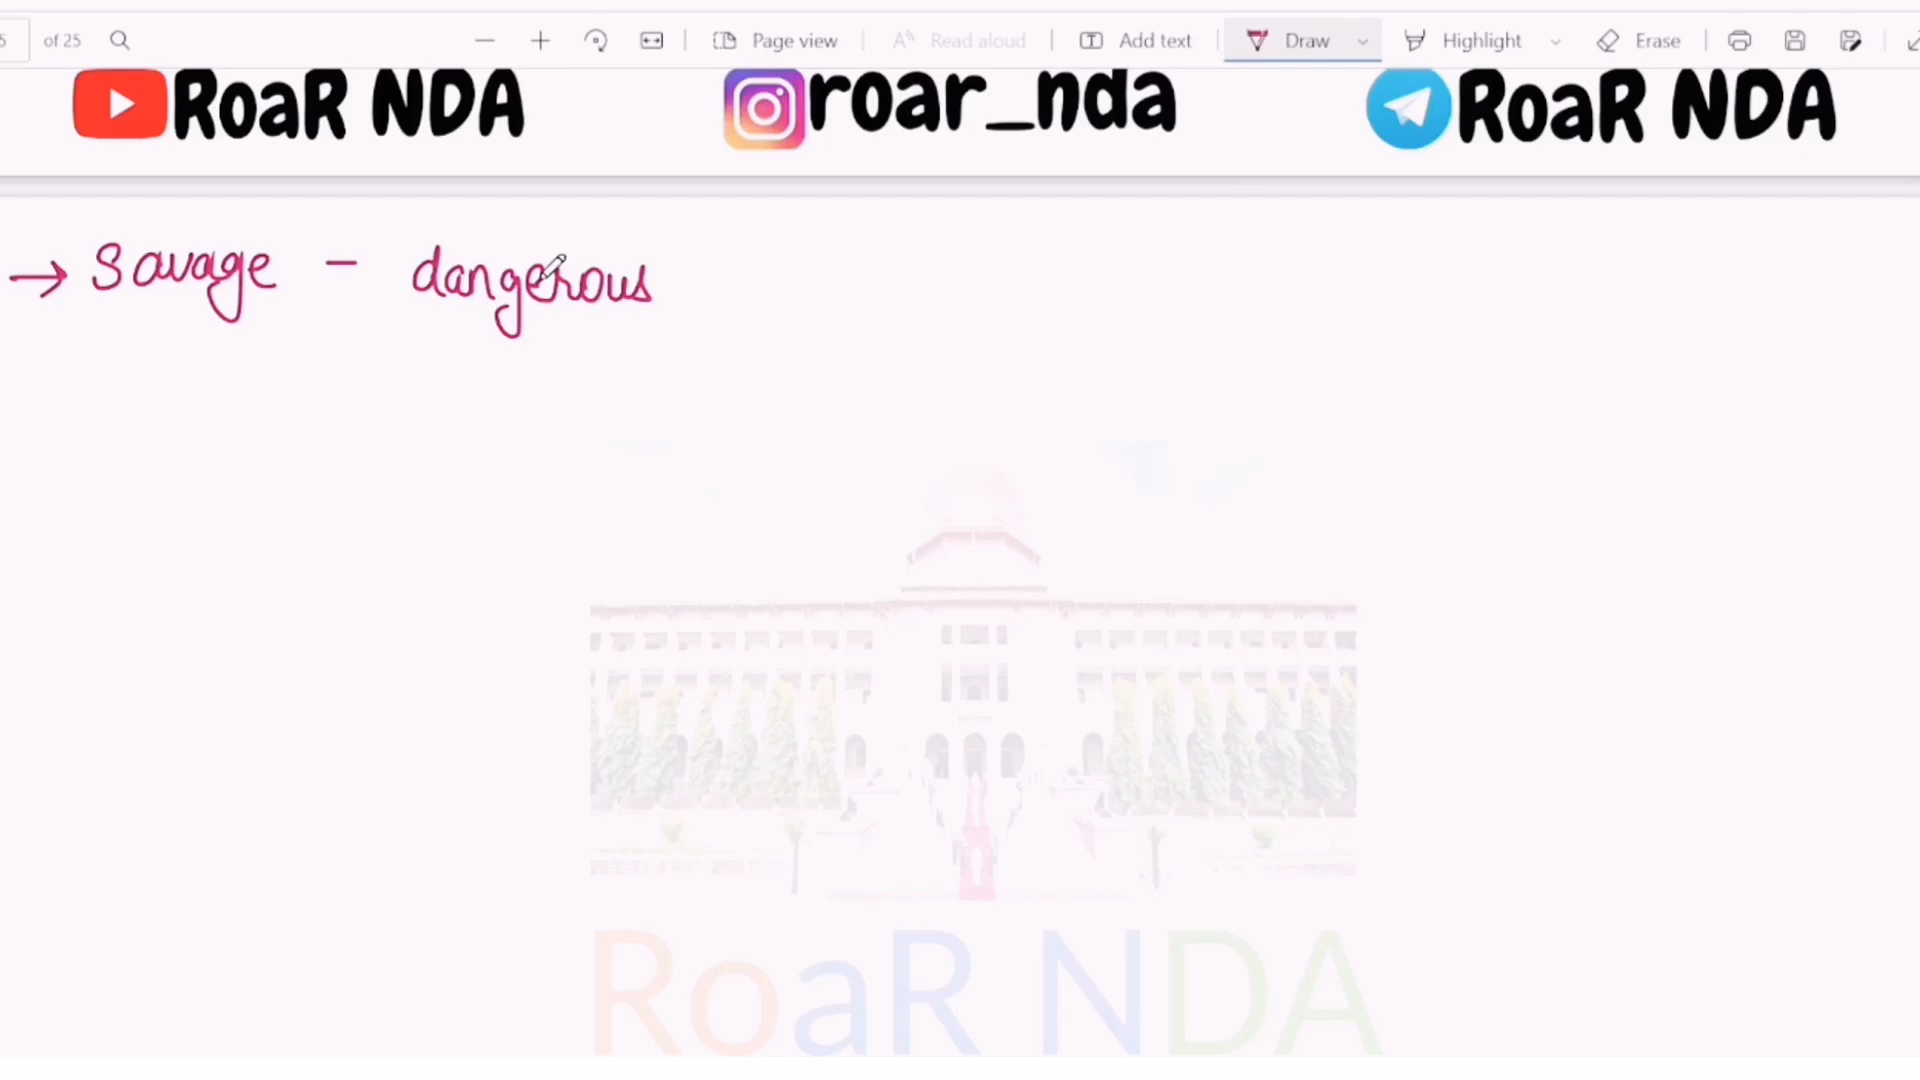 5 of 25 Page view Read aloud Add text Draw Highlight Erase
RoaR NDA roar_nda RoaR NDA
→ Savage - dangerous
RoaR NDA